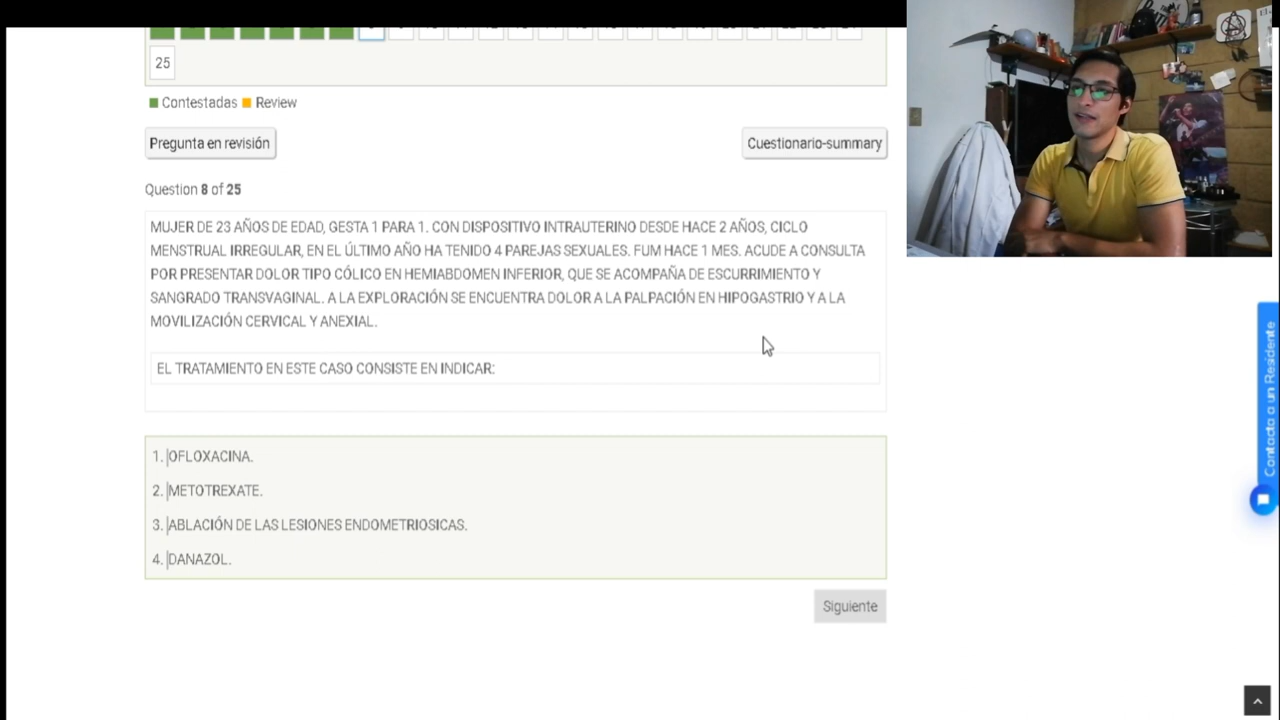 25
Contestadas Review
Pregunta en revisión
Cuestionario-summary
Question 8 of 25
MUJER DE 23 AÑOS DE EDAD, GESTA 1 PARA 1. CON DISPOSITIVO INTRAUTERINO DESDE HACE 2 AÑOS, CICLO
MENSTRUAL IRREGULAR, EN EL ÚLTIMO AÑO HA TENIDO 4 PAREJAS SEXUALES. FUM HACE 1 MES. ACUDE A CONSULTA
POR PRESENTAR DOLOR TIPO CÓLICO EN HEMIABDOMEN INFERIOR, QUE SE ACOMPAÑA DE ESCURRIMIENTO Y
SANGRADO TRANSVAGINAL. A LA EXPLORACIÓN SE ENCUENTRA DOLOR A LA PALPACIÓN EN HIPOGASTRIO Y A LA
MOVILIZACIÓN CERVICAL Y ANEXIAL.
EL TRATAMIENTO EN ESTE CASO CONSISTE EN INDICAR:
1. OFLOXACINA.
2. METOTREXATE.
3. ABLACIÓN DE LAS LESIONES ENDOMETRIOSICAS.
4. DANAZOL.
Siguiente
Contacta a un Residente